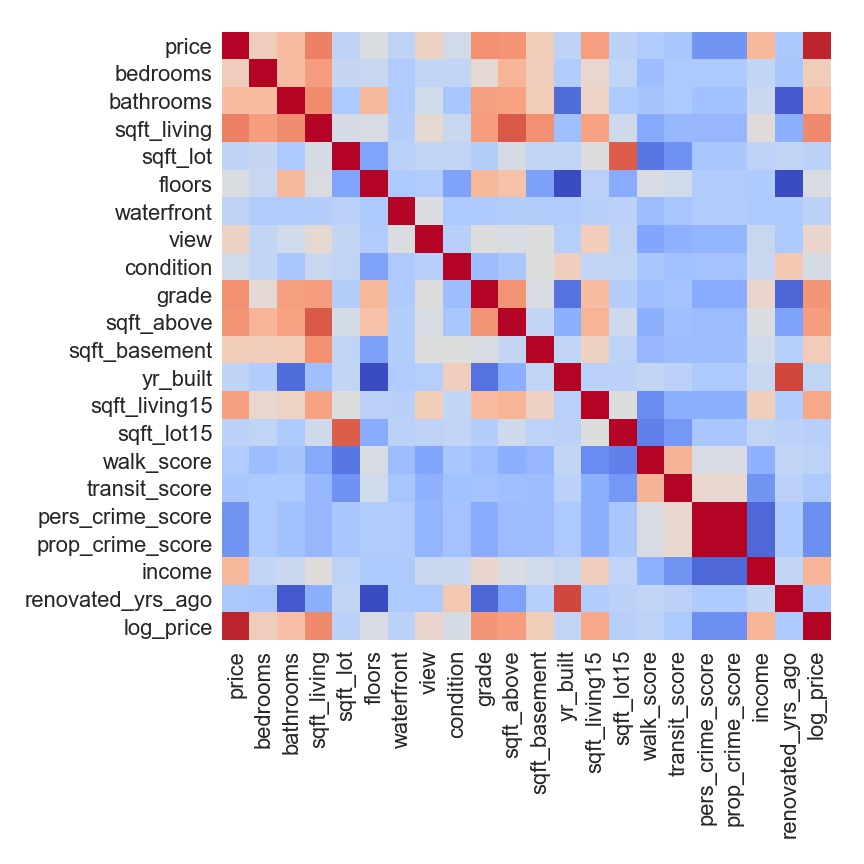 price
bedrooms
bathrooms
sqft_living
sqft_lot
floors
waterfront
view
condition
grade
sqft_above
sqft_basement
yr_built
sqft_living15
sqft_lot15
walk_score
transit_score
pers_crime_score
prop_crime_score
income
renovated_yrs_ago
log_price
price
bedrooms
bathrooms
sqft_living
sqft_lot
floors
waterfront
view
condition
grade
sqft_above
sqft_basement
yr_built
sqft_living15
sqft_lot15
walk_score
transit_score
pers_crime_score
prop_crime_score
income
renovated_yrs_ago
log_price